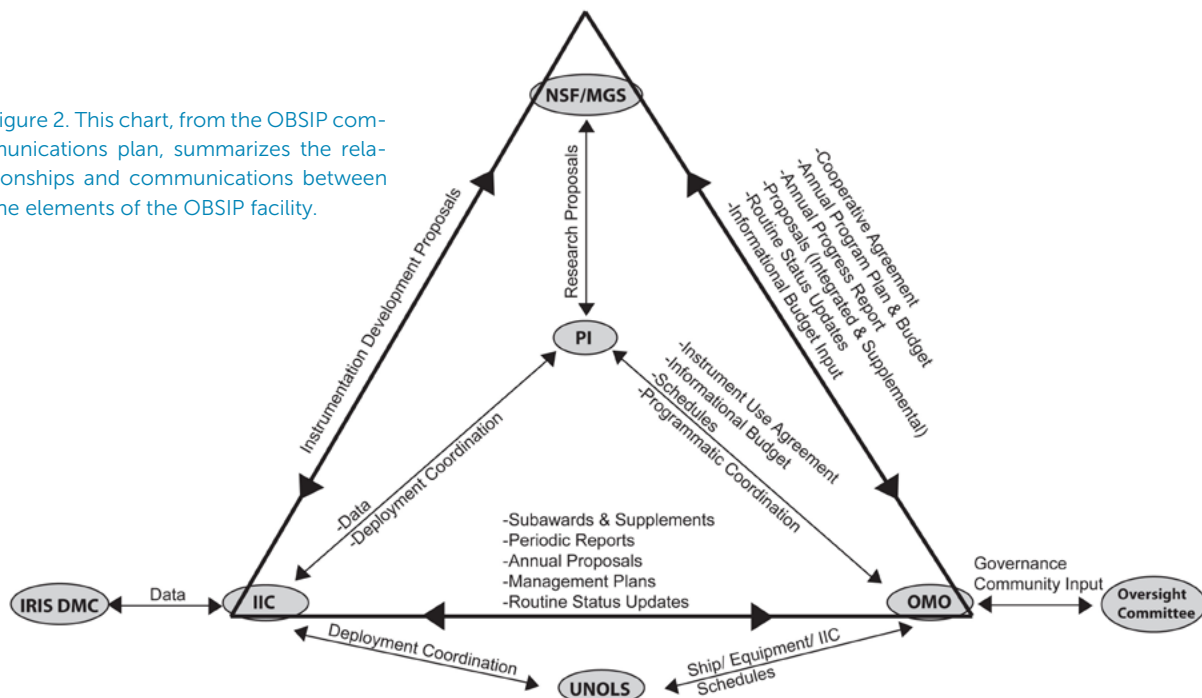 NSF/MGS
igure 2. This chart, from the OBSIP com-
munications plan, summarizes the rela-
onships and communications between
ne elements of the OBSIP facility.
Instrumentation Development Proposals
Research Proposals
-Cooperative Agreement
-Annual Program Plan & Budget
-Annual Progress Report
-Proposals (Integrated & Supplemental)
-Routine Status Updates
-Informational Budget Input
PI
-Data
-Deployment Coordination
-Instrument Use Agreement
-Informational Budget
-Schedules
-Programmatic Coordination
-Subawards & Supplements
-Periodic Reports
-Annual Proposals
-Management Plans
-Routine Status Updates
IRIS DMC
Data
IIC
OMO
Governance
Community Input
Oversight
Committee
Deployment Coordination
UNOLS
Ship/ Equipment/ IIC
Schedules